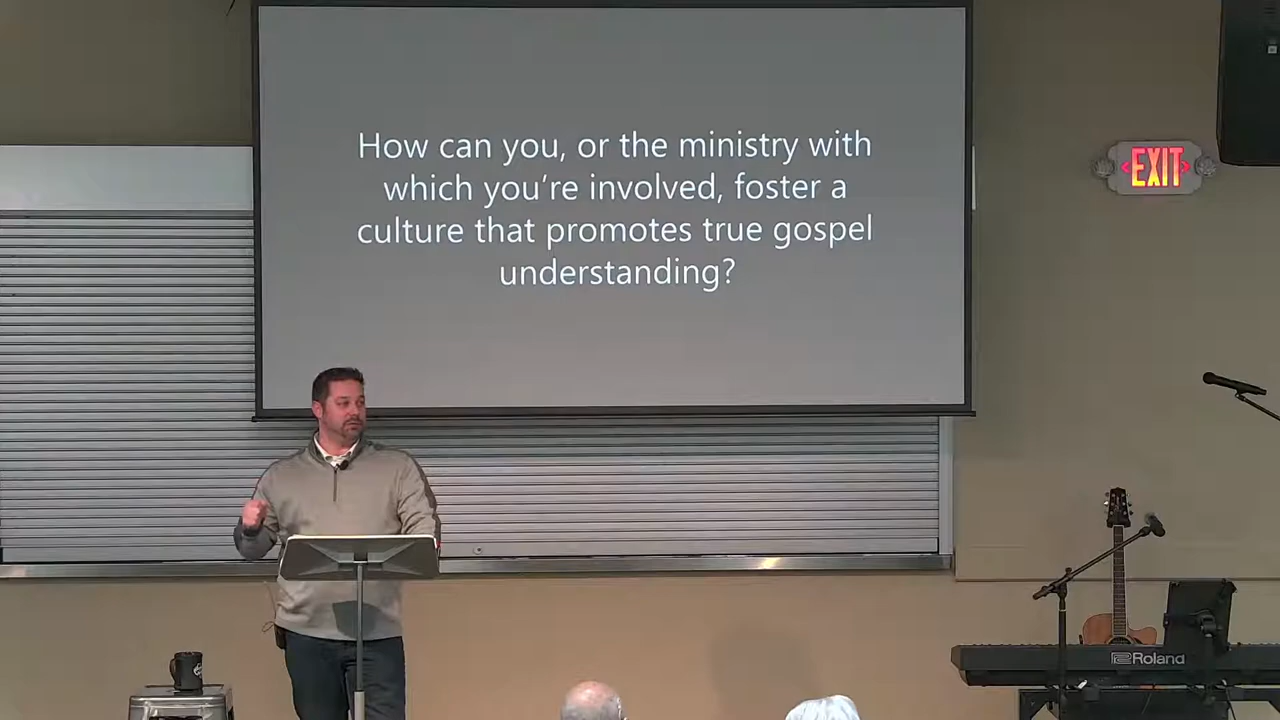 How can you, or the ministry with
which you’re involved, foster a
culture that promotes true gospel
understanding?
EXIT
Roland